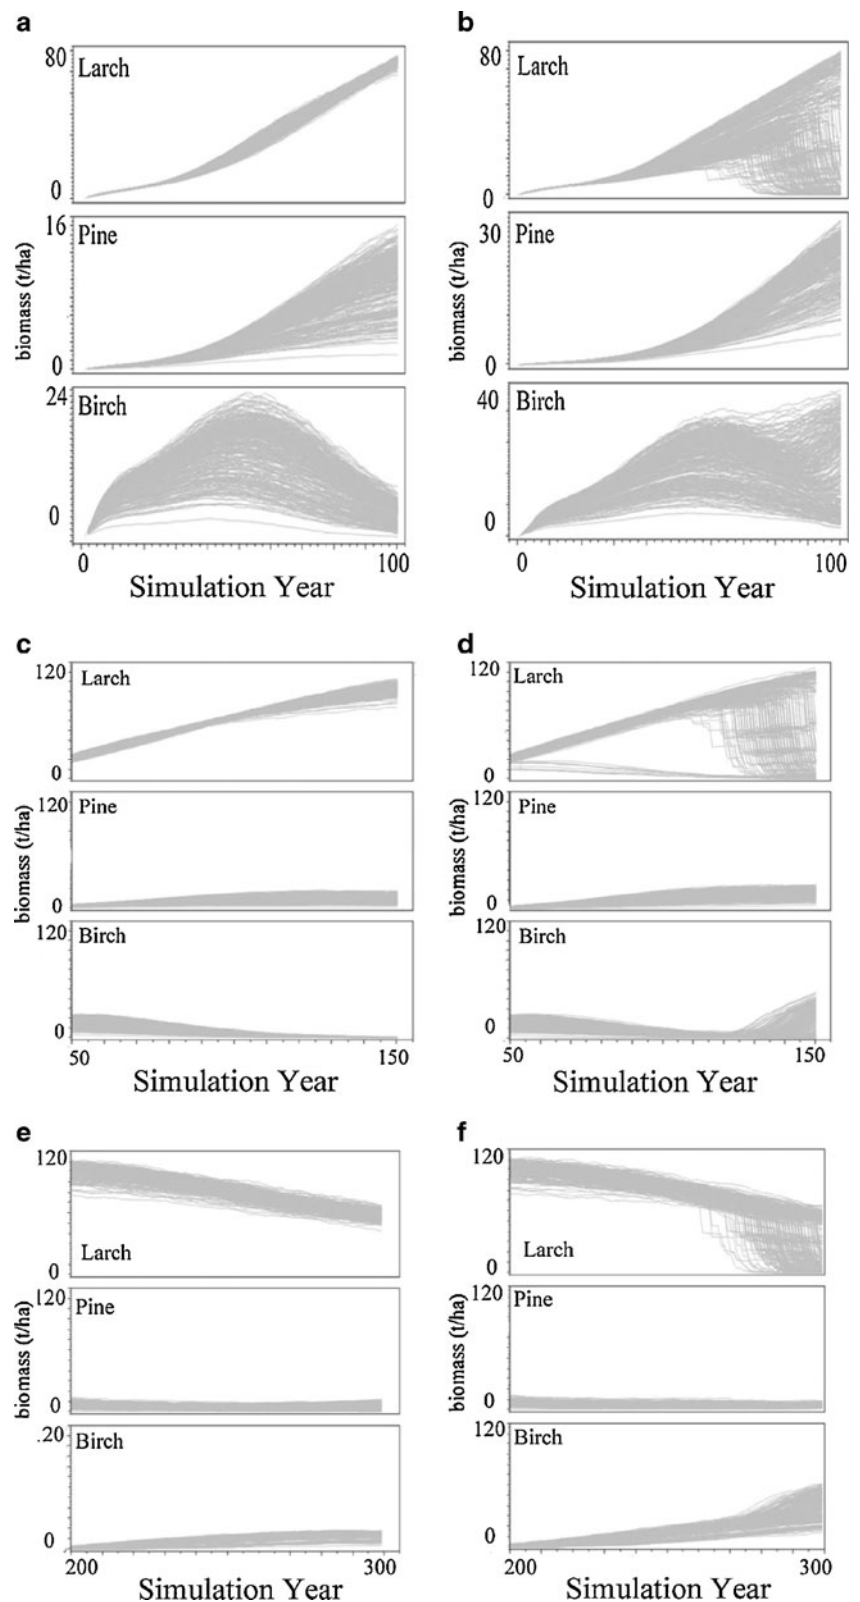 a
80
Larch
0
16
Pine
0
24
Birch
0
biomass (t/ha)
0 100
Simulation Year
b
80
Larch
0
30
Pine
0
40
Birch
0
biomass (t/ha)
0 100
Simulation Year
c
120
Larch
0
120
Pine
0
120
Birch
0
biomass (t/ha)
50 150
Simulation Year
d
120
Larch
0
120
Pine
0
120
Birch
0
biomass (t/ha)
50 150
Simulation Year
e
120
Larch
0
120
Pine
0
.20
Birch
0
biomass (t/ha)
200 300
Simulation Year
f
120
Larch
0
120
Pine
0
120
Birch
0
biomass (t/ha)
200 300
Simulation Year